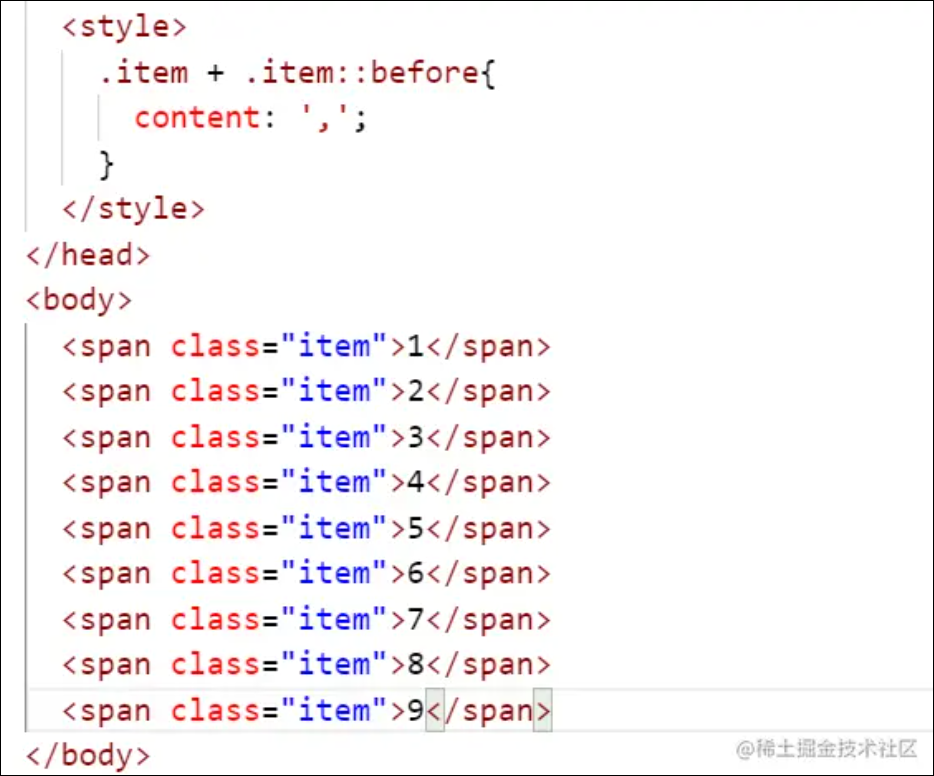 <style>
.item + .item::before{
content: ',';
}
</style>
</head>
<body>
<span class="item">1</span>
<span class="item">2</span>
<span class="item">3</span>
<span class="item">4</span>
<span class="item">5</span>
<span class="item">6</span>
<span class="item">7</span>
<span class="item">8</span>
<span class="item">9</span>
</body>
@稀土掘金技术社区